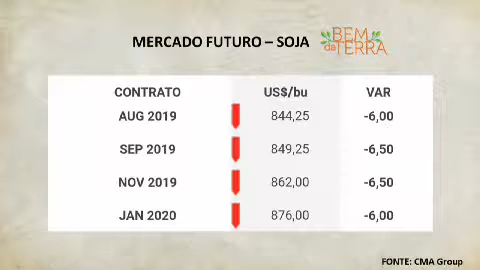 MERCADO FUTURO – SOJA
BEM
da TERRA
CONTRATO US$/bu VAR
AUG 2019 844,25 -6,00
SEP 2019 849,25 -6,50
NOV 2019 862,00 -6,50
JAN 2020 876,00 -6,00
FONTE: CMA Group